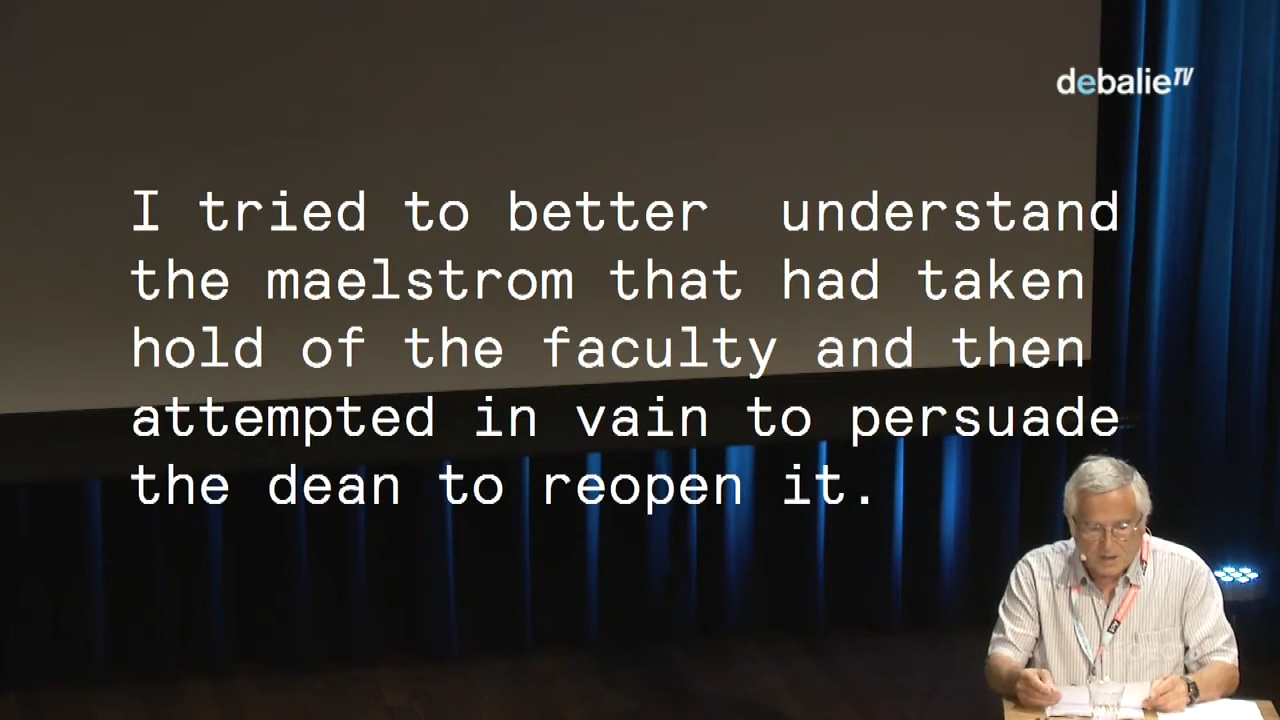 debalieTV
I tried to better  understand
the maelstrom that had taken
hold of the faculty and then
attempted in vain to persuade
the dean to reopen it.